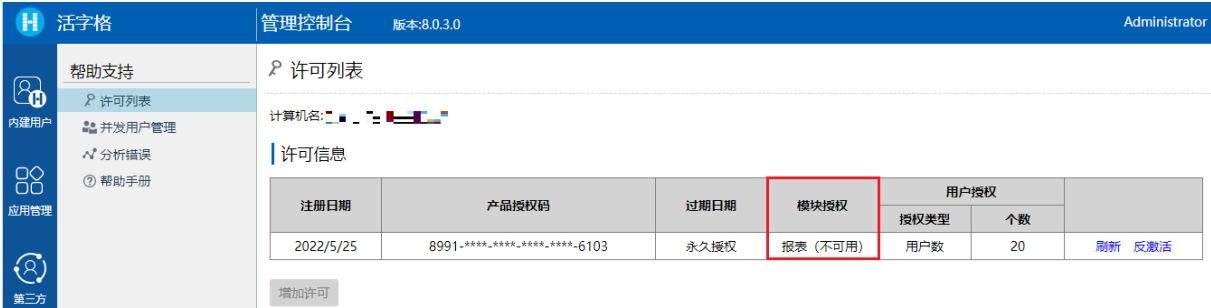 活字格 管理控制台 版本:8.0.3.0 Administrator
内建用户
应用管理
第三方
帮助支持
许可列表
并发用户管理
分析错误
帮助手册
许可列表
计算机名:
许可信息
注册日期 产品授权码 过期日期 模块授权 用户授权
授权类型 个数
2022/5/25 8991-****-****-****-****-6103 永久授权 报表（不可用） 用户数 20 刷新 反激活
增加许可